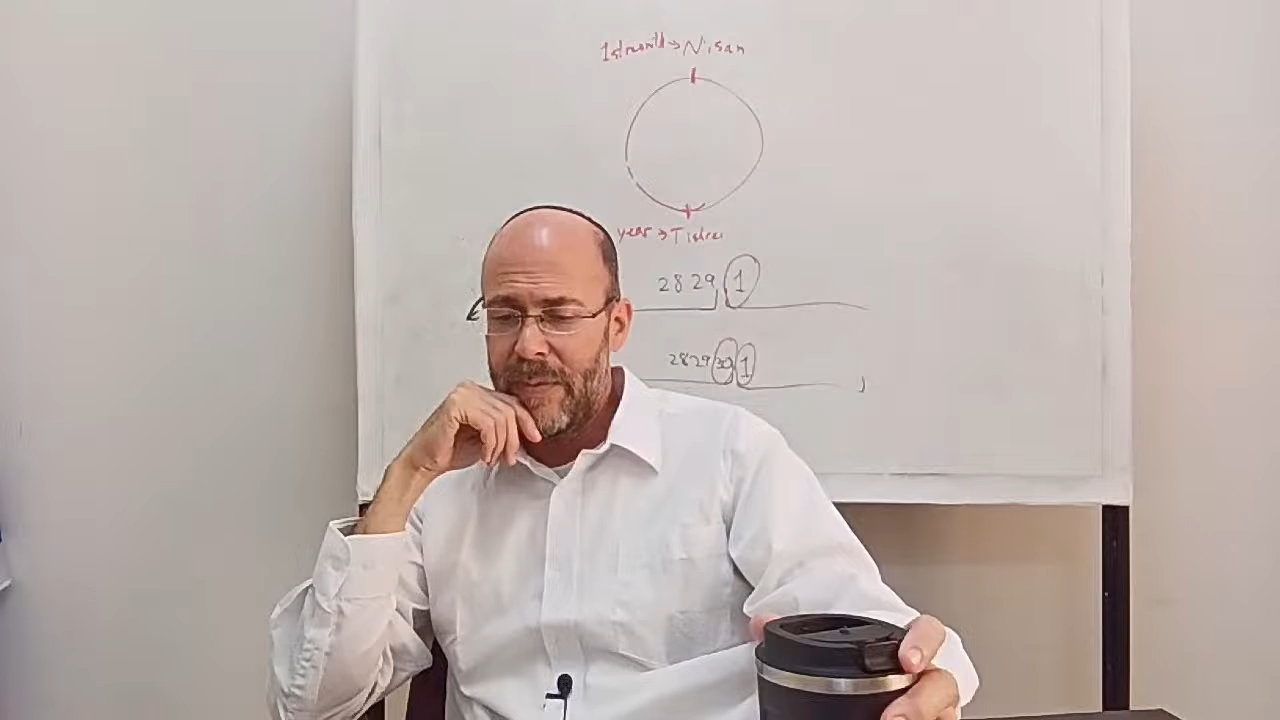 1st month → Nisan
year → Tishrei
28 29 1
28 29 30 1